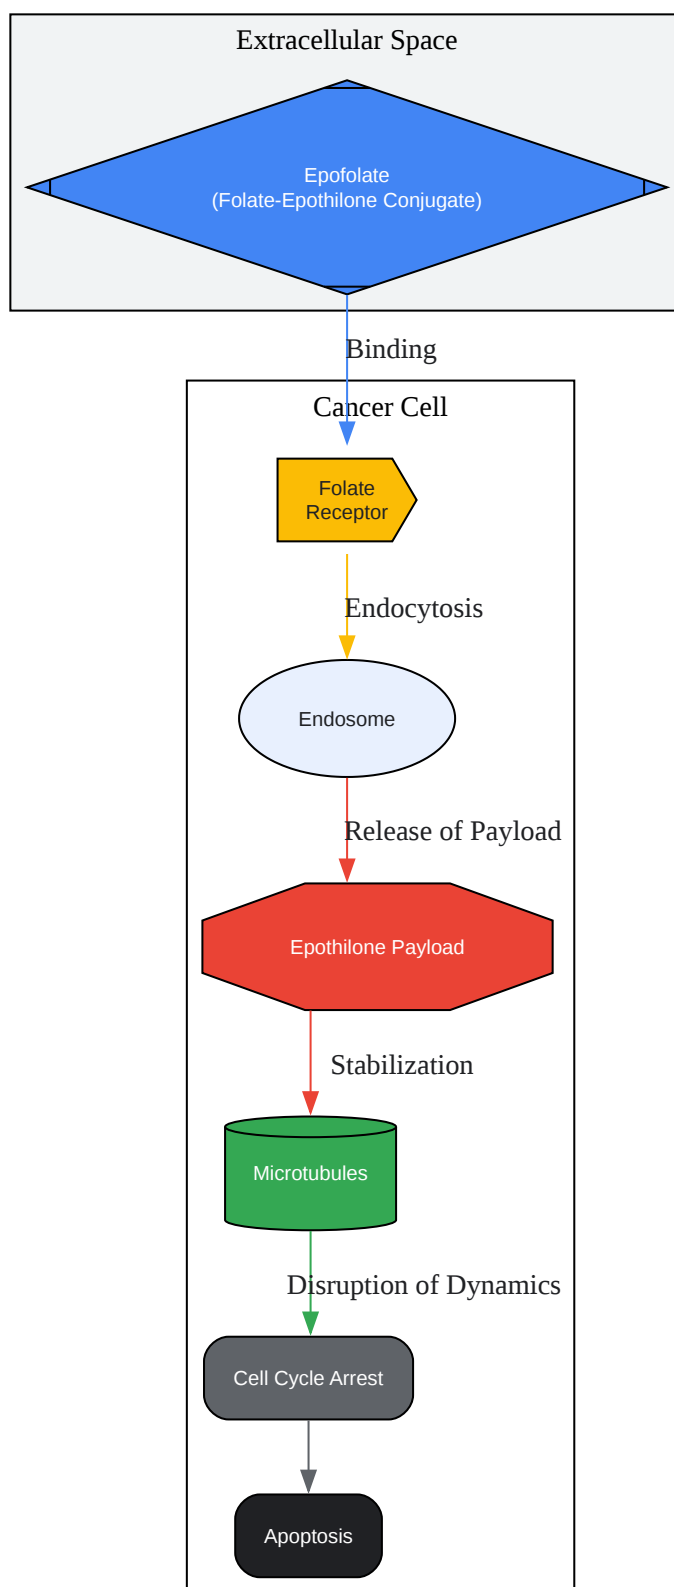 Extracellular Space
Epofolate
(Folate-Epothilone Conjugate)
Binding
Cancer Cell
Folate
Receptor
Endocytosis
Endosome
Release of Payload
Epothilone Payload
Stabilization
Microtubules
Disruption of Dynamics
Cell Cycle Arrest
Apoptosis